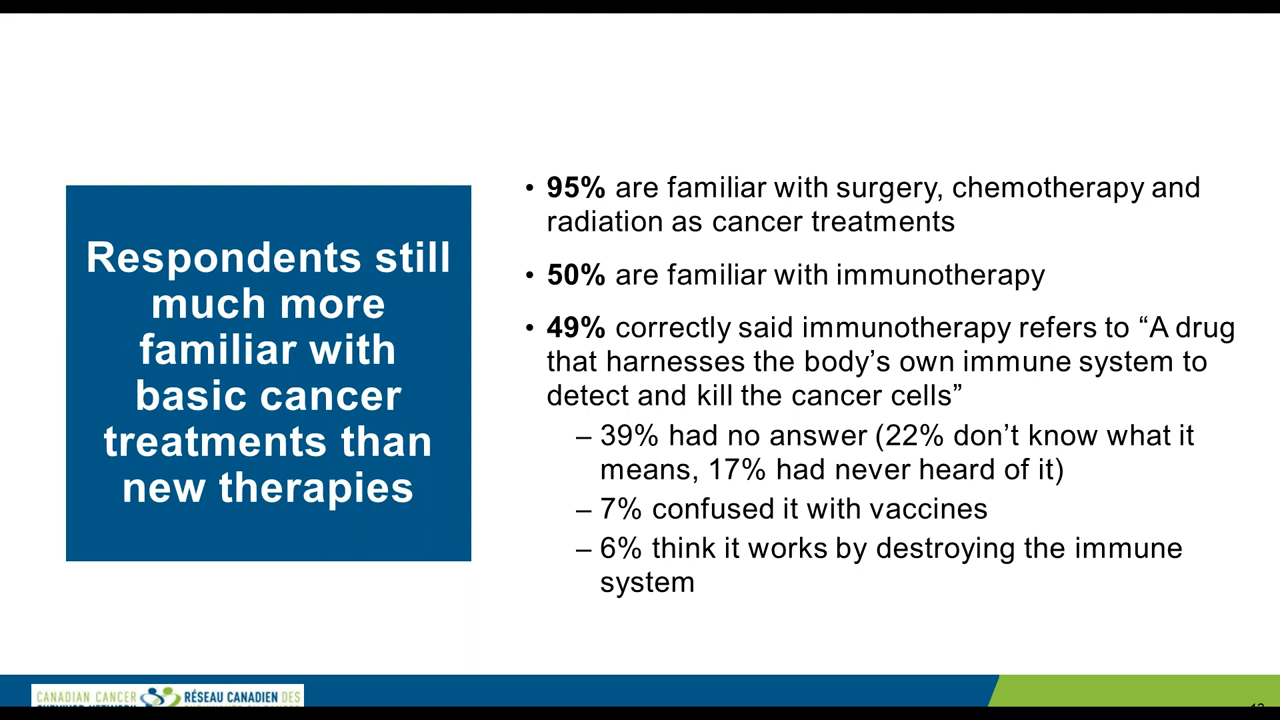 Respondents still
much more
familiar with
basic cancer
treatments than
new therapies
• 95% are familiar with surgery, chemotherapy and
radiation as cancer treatments
• 50% are familiar with immunotherapy
• 49% correctly said immunotherapy refers to “A drug
that harnesses the body’s own immune system to
detect and kill the cancer cells”
– 39% had no answer (22% don’t know what it
means, 17% had never heard of it)
– 7% confused it with vaccines
– 6% think it works by destroying the immune
system
CANADIAN CANCER
RÉSEAU CANADIEN DES